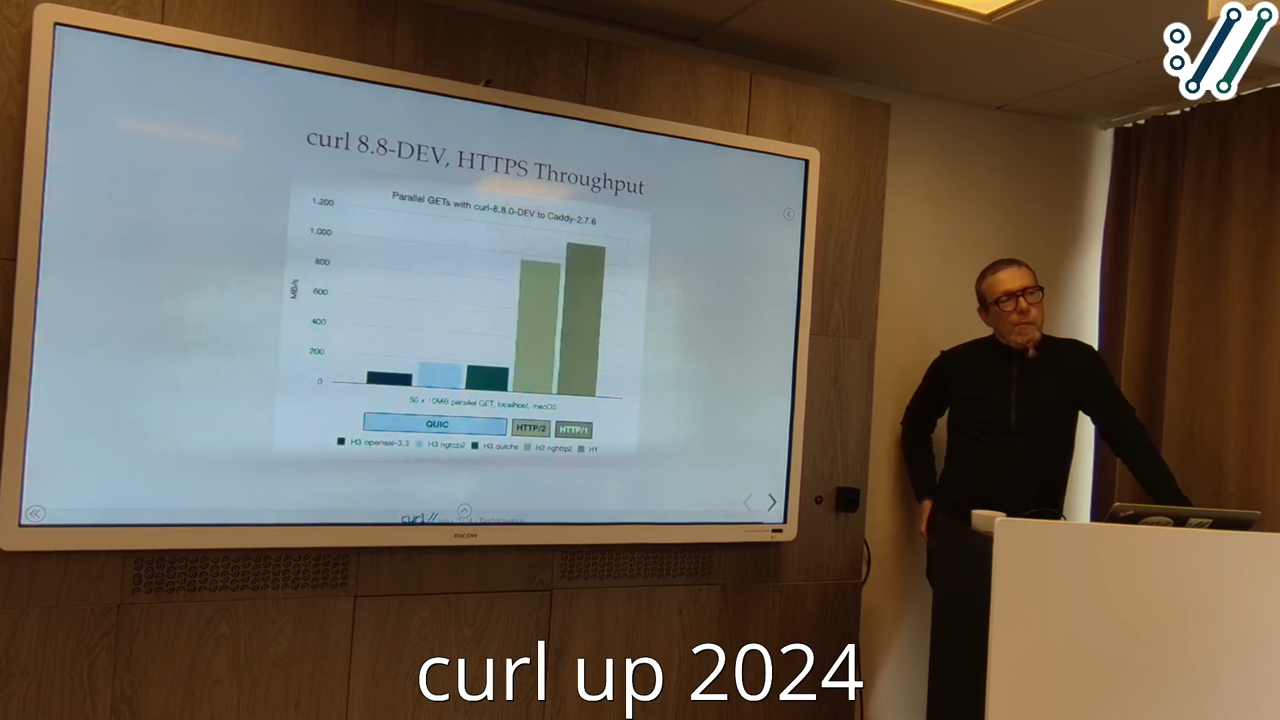 curl 8.8-DEV, HTTPS Throughput
Parallel GETs with curl-8.8.0-DEV to Caddy-2.7.6
1.200
1.000
800
600
400
200
0
MB/s
50 x 10MB parallel GET, localhost, macOS
QUIC
HTTP/2
HTTP/1
H3 openssl-3.3
H3 ngtcp2
H3 quiche
H2 nghttp2
H1
curl://
Performance
RICOH
curl up 2024